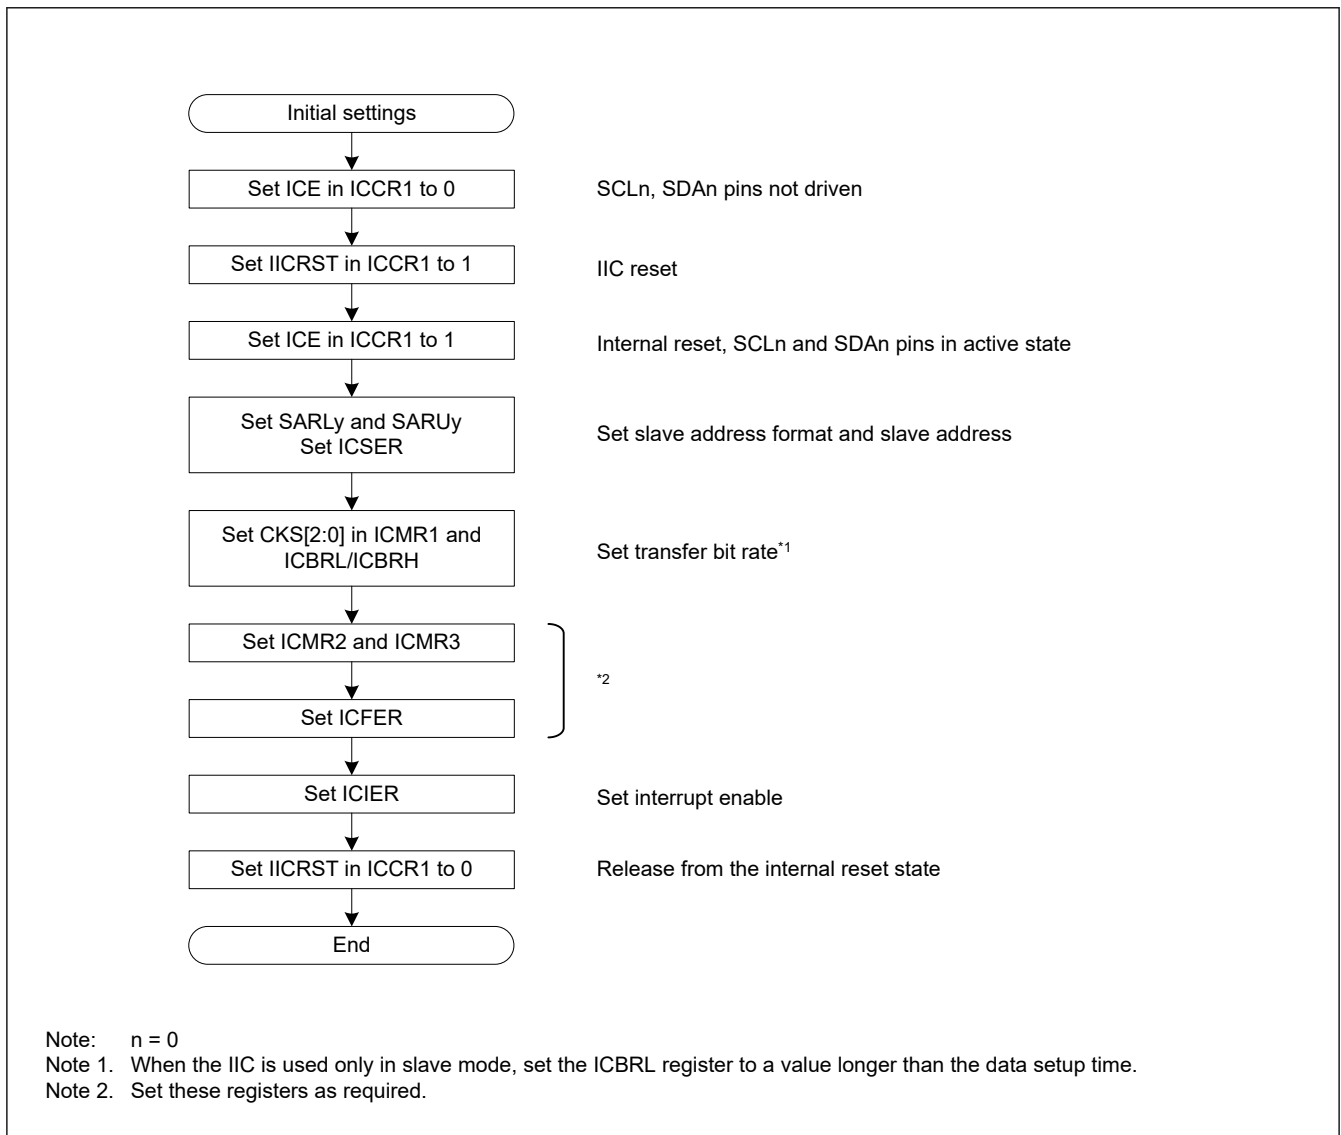 Initial settings
Set ICE in ICCR1 to 0
SCLn, SDAn pins not driven
Set IICRST in ICCR1 to 1
IIC reset
Set ICE in ICCR1 to 1
Internal reset, SCLn and SDAn pins in active state
Set SARLy and SARUy
Set ICSER
Set slave address format and slave address
Set CKS[2:0] in ICMR1 and
ICBRL/ICBRH
Set transfer bit rate*1
Set ICMR2 and ICMR3
*2
Set ICFER
Set ICIER
Set interrupt enable
Set IICRST in ICCR1 to 0
Release from the internal reset state
End
Note: n = 0
Note 1. When the IIC is used only in slave mode, set the ICBRL register to a value longer than the data setup time.
Note 2. Set these registers as required.